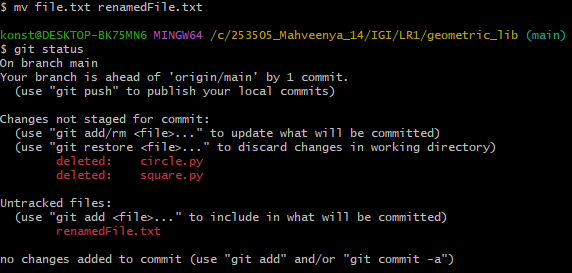 $ mv file.txt renamedFile.txt
konst@DESKTOP-BK75MN6 MINGW64 /c/253505_Mahveenya_14/IGI/LR1/geometric_lib (main)
$ git status
On branch main
Your branch is ahead of 'origin/main' by 1 commit.
  (use "git push" to publish your local commits)
Changes not staged for commit:
  (use "git add/rm <file>..." to update what will be committed)
  (use "git restore <file>..." to discard changes in working directory)
        deleted:    circle.py
        deleted:    square.py
Untracked files:
  (use "git add <file>..." to include in what will be committed)
        renamedFile.txt
no changes added to commit (use "git add" and/or "git commit -a")